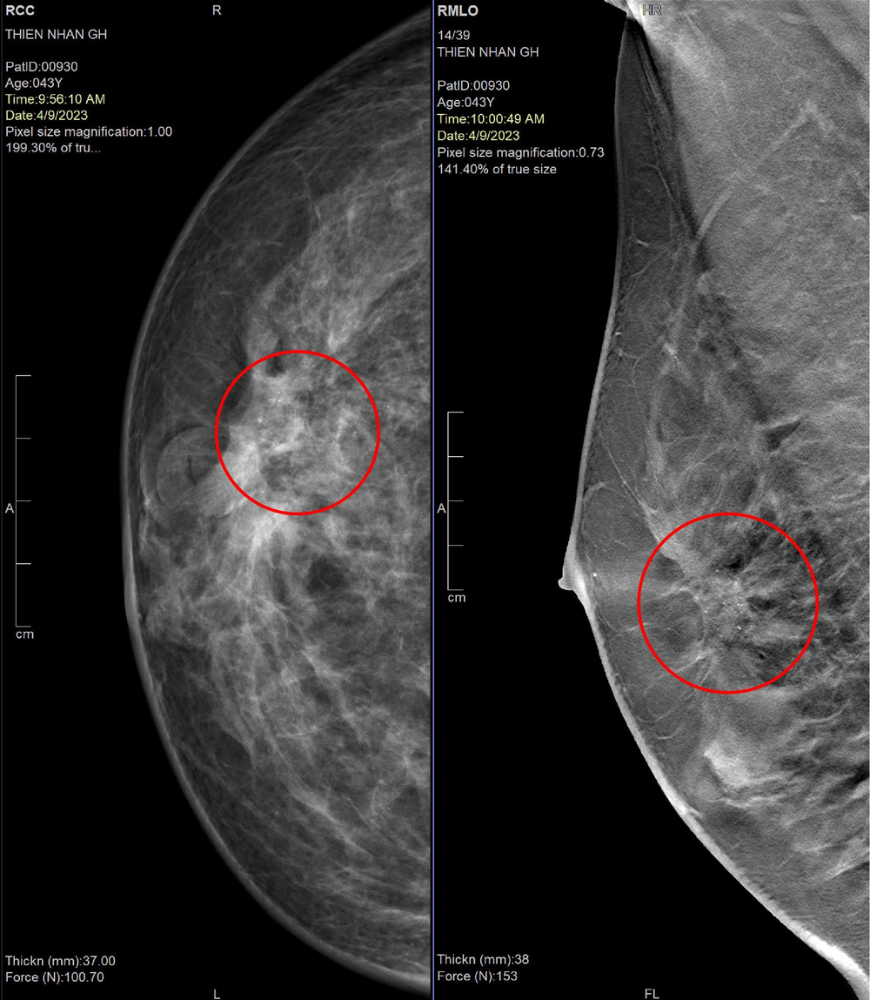 RCC
R
THIEN NHAN GH
PatID:00930
Age:043Y
Time:9:56:10 AM
Date:4/9/2023
Pixel size magnification:1.00
199.30% of tru...
A
cm
Thickn (mm):37.00
Force (N):100.70
L
RMLO
HR
14/39
THIEN NHAN GH
PatID:00930
Age:043Y
Time:10:00:49 AM
Date:4/9/2023
Pixel size magnification:0.73
141.40% of true size
A
cm
Thickn (mm):38
Force (N):153
FL